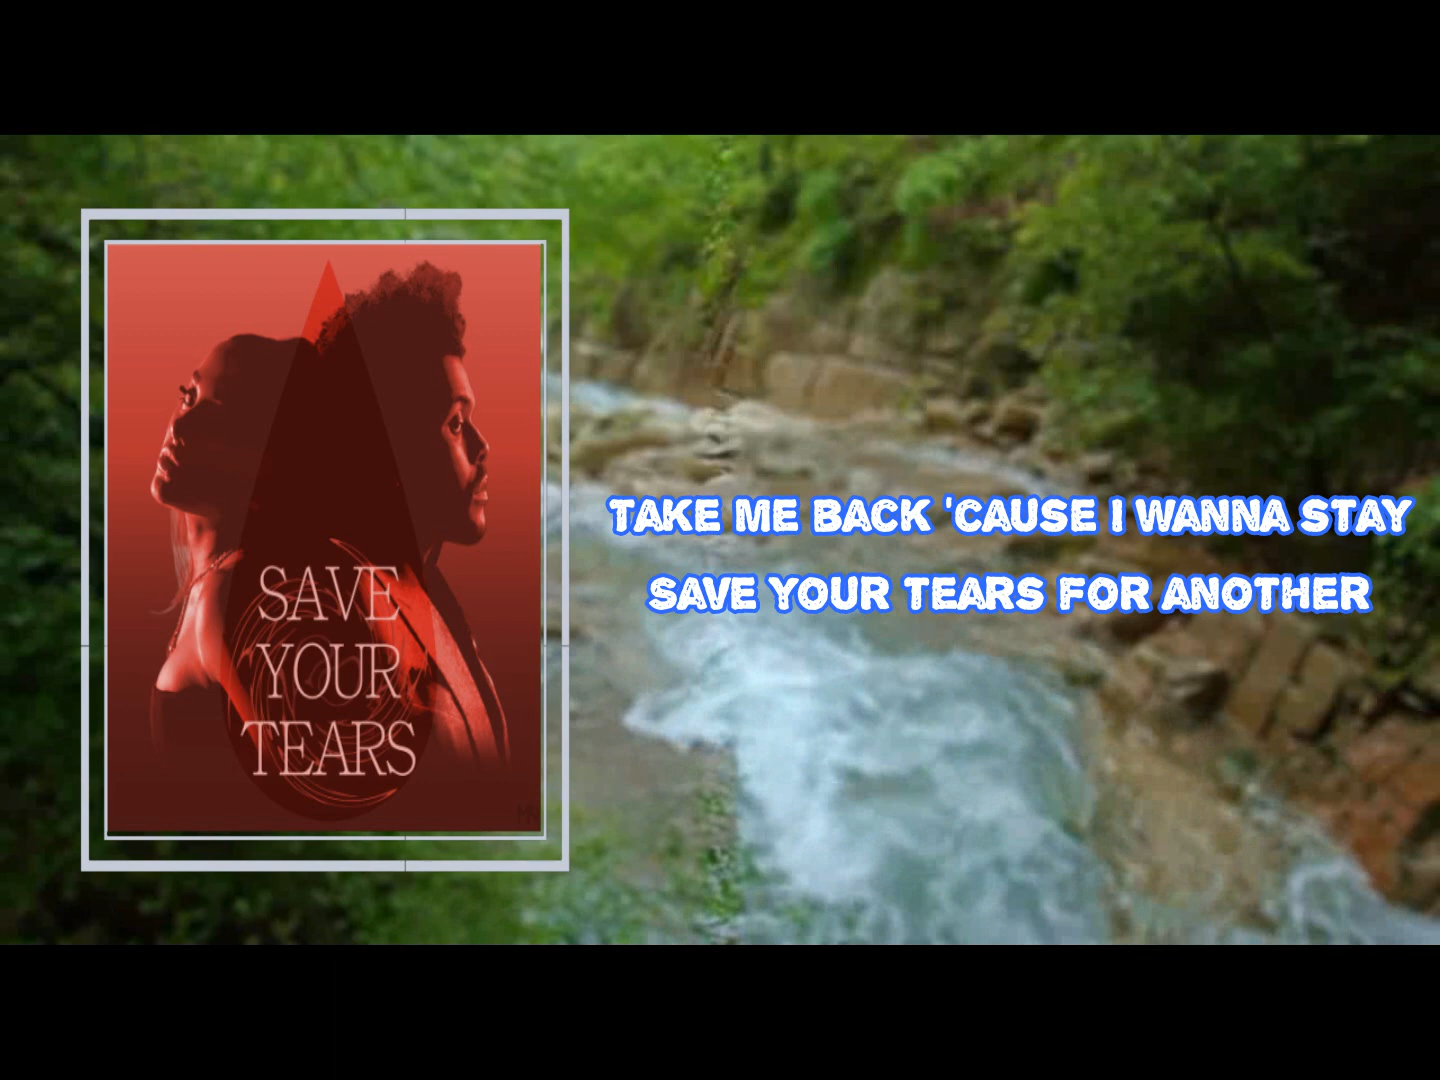 SAVE
YOUR
TEARS
TAKE ME BACK 'CAUSE I WANNA STAY
SAVE YOUR TEARS FOR ANOTHER